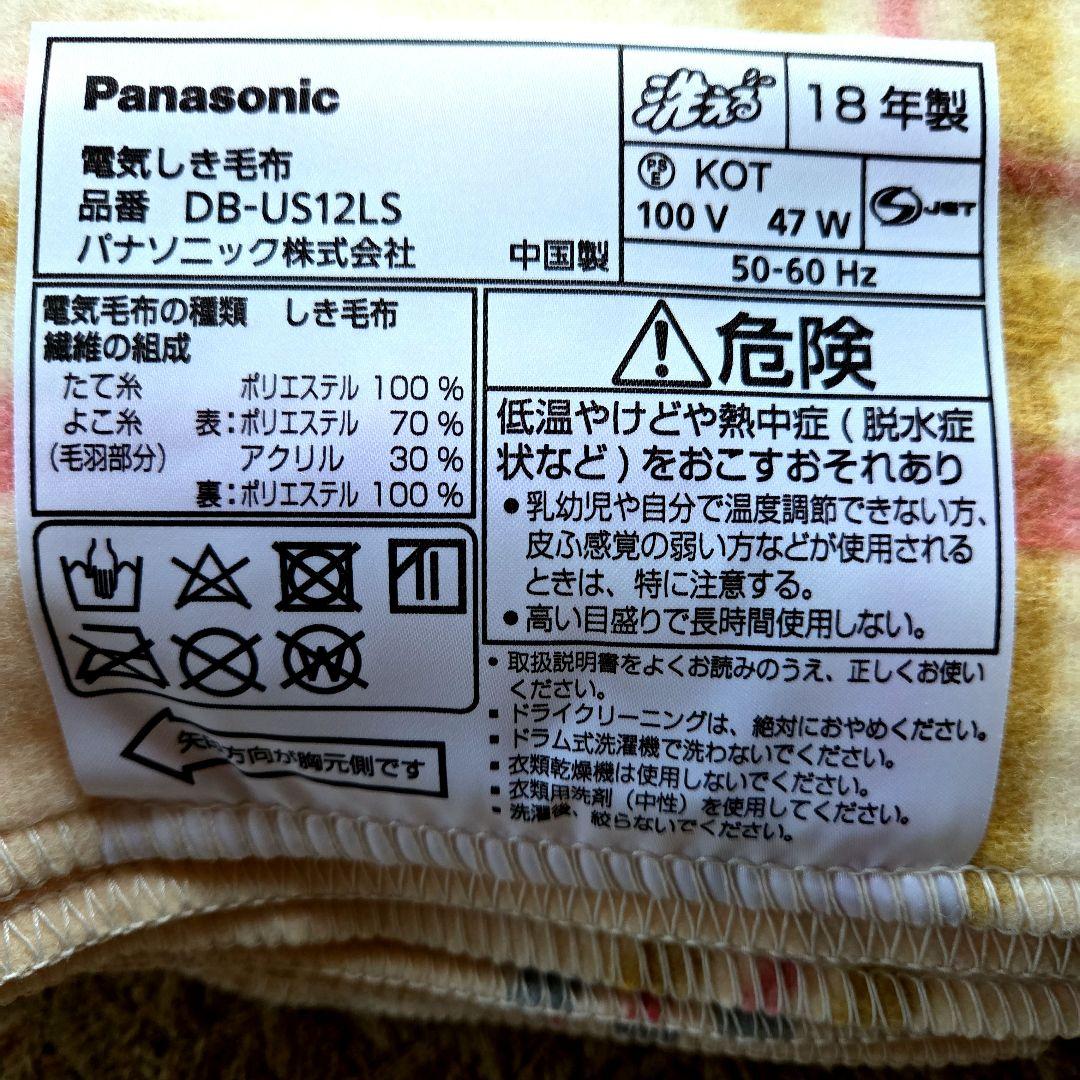 Panasonic
電気しき毛布
品番 DB-US12LS
パナソニック株式会社 中国製
洗える
18年製
PSE KOT
100 V 47 W
JET
50-60 Hz
電気毛布の種類 しき毛布
繊維の組成
たて糸 ポリエステル 100 %
よこ糸 表：ポリエステル 70 %
(毛羽部分) アクリル 30 %
裏：ポリエステル 100 %
W
矢印方向が胸元側です
危険
低温やけどや熱中症(脱水症
状など)をおこすおそれあり
●乳幼児や自分で温度調節できない方、
皮ふ感覚の弱い方などが使用される
ときは、特に注意する。
●高い目盛りで長時間使用しない。
・取扱説明書をよくお読みのうえ、正しくお使い
ください。
・ドライクリーニングは、絶対におやめください。
・ドラム式洗濯機で洗わないでください。
・衣類乾燥機は使用しないでください。
・衣類用洗剤（中性）を使用してください。
・洗濯後、絞らないでください。